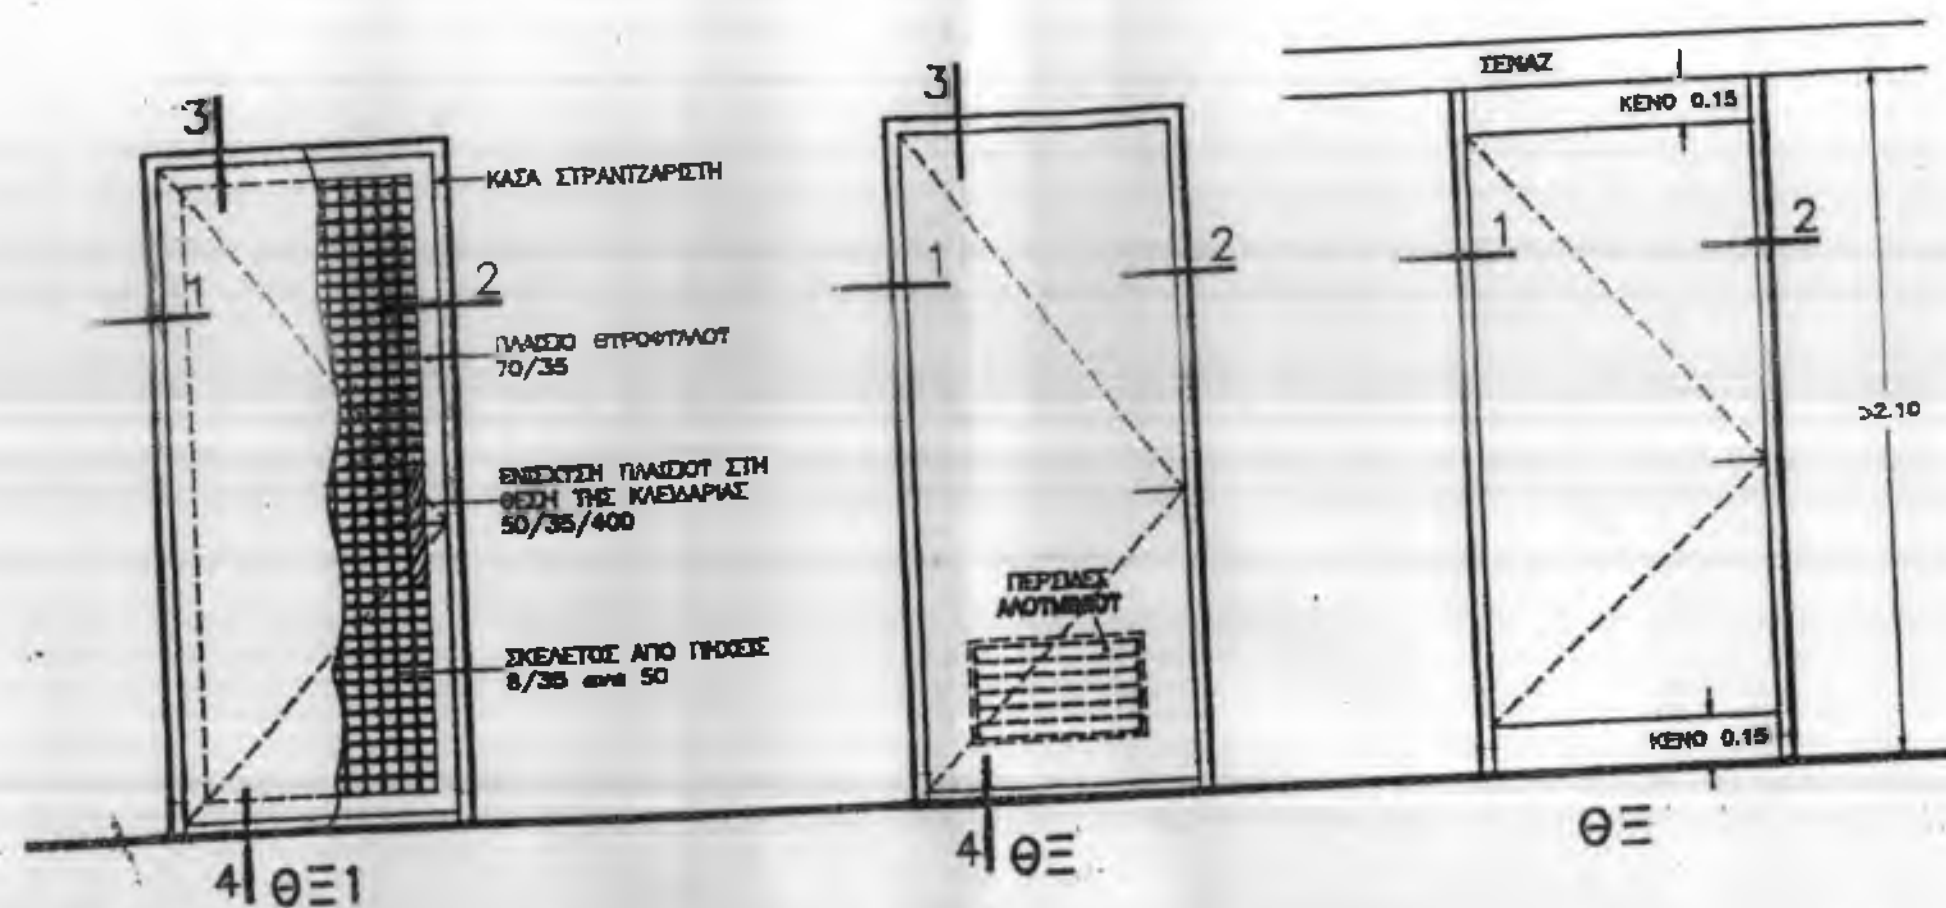 3
ΚΑΣΑ ΣΤΡΑΝΤΖΑΡΙΣΤΗ
1
2
ΠΛΑΙΣΙΟ
70/35
ΕΝΙΣΧΥΣΗ ΠΛΑΙΣΙΟΥ ΣΤΗ
ΘΕΣΗ ΤΗΣ ΚΛΕΙΔΑΡΙΑΣ
50/35/400
ΣΚΕΛΕΤΟΣ ΑΠΟ ΠΗΧΕΙΣ
8/35 ανα 50
4
ΘΞ1
3
1
2
ΠΕΡΣΙΔΕΣ
ΑΛΟΥΜΙΝΙΟΥ
4
ΘΞ
ΣΕΝΑΖ
ΚΕΝΟ 0.15
1
2
>2.10
ΚΕΝΟ 0.15
ΘΞ